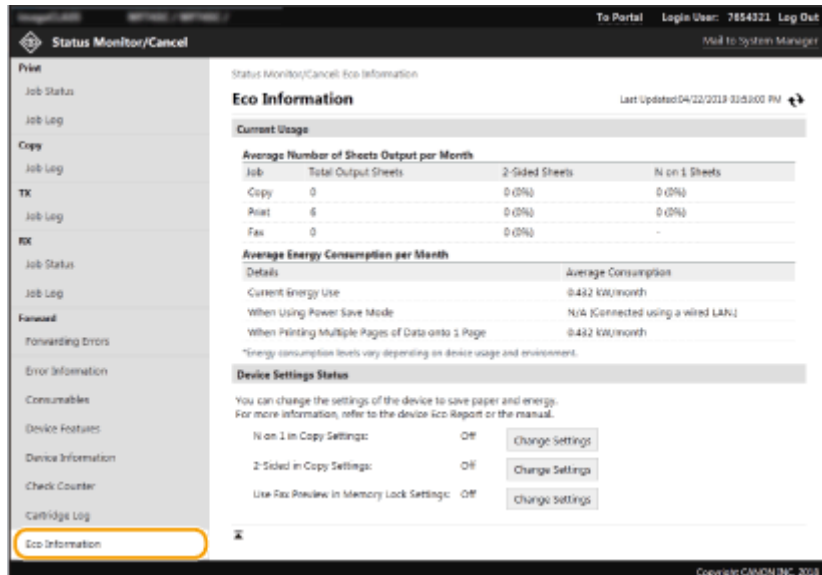 To Portal Login User: 7654321 Log Out
Status Monitor/Cancel
Mail to System Manager
Print
Job Status
Job Log
Copy
Job Log
TX
Job Log
RX
Job Status
Job Log
Forward
Forwarding Errors
Error Information
Consumables
Device Features
Device Information
Check Counter
Cartridge Log
Eco Information
Status Monitor/Cancel: Eco Information
Eco Information
Last Updated:04/22/2019 03:53:00 PM
Current Usage
Average Number of Sheets Output per Month
Job Total Output Sheets 2-Sided Sheets N on 1 Sheets
Copy 0 0 (0%) 0 (0%)
Print 6 0 (0%) 0 (0%)
Fax 0 0 (0%) -
Average Energy Consumption per Month
Details Average Consumption
Current Energy Use 0.432 kW/month
When Using Power Save Mode N/A (Connected using a wired LAN.)
When Printing Multiple Pages of Data onto 1 Page 0.432 kW/month
*Energy consumption levels vary depending on device usage and environment.
Device Settings Status
You can change the settings of the device to save paper and energy.
For more information, refer to the device Eco Report or the manual.
N on 1 in Copy Settings: Off Change Settings
2-Sided in Copy Settings: Off Change Settings
Use Fax Preview in Memory Lock Settings: Off Change Settings
Copyright CANON INC. 2018